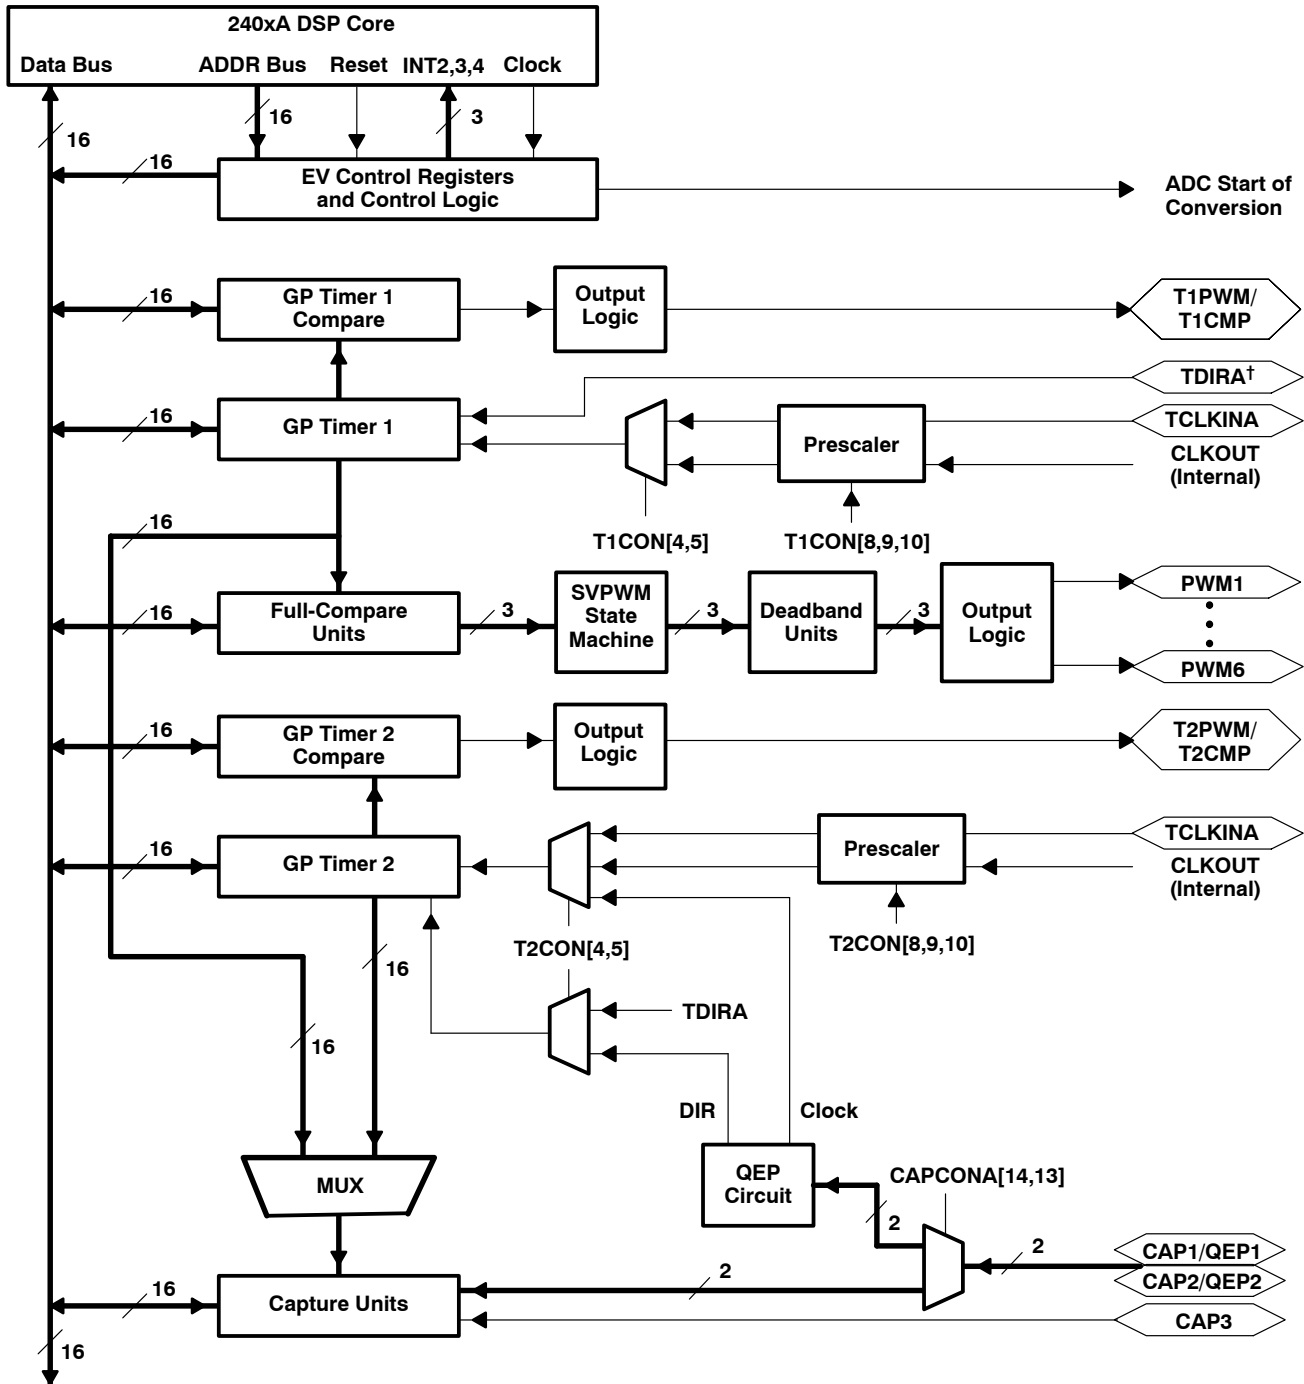 240xA DSP Core
Data Bus
ADDR Bus
Reset
INT2,3,4
Clock
16
16
3
16
EV Control Registers
and Control Logic
ADC Start of
Conversion
16
GP Timer 1
Compare
Output
Logic
T1PWM/
T1CMP
TDIRA†
16
GP Timer 1
Prescaler
TCLKINA
CLKOUT
(Internal)
16
T1CON[4,5]
T1CON[8,9,10]
16
Full-Compare
Units
3
SVPWM
State
Machine
3
Deadband
Units
3
Output
Logic
PWM1
PWM6
16
GP Timer 2
Compare
Output
Logic
T2PWM/
T2CMP
16
GP Timer 2
Prescaler
TCLKINA
CLKOUT
(Internal)
T2CON[4,5]
T2CON[8,9,10]
16
TDIRA
16
DIR
Clock
MUX
QEP
Circuit
CAPCONA[14,13]
2
2
CAP1/QEP1
CAP2/QEP2
16
Capture Units
2
CAP3
16